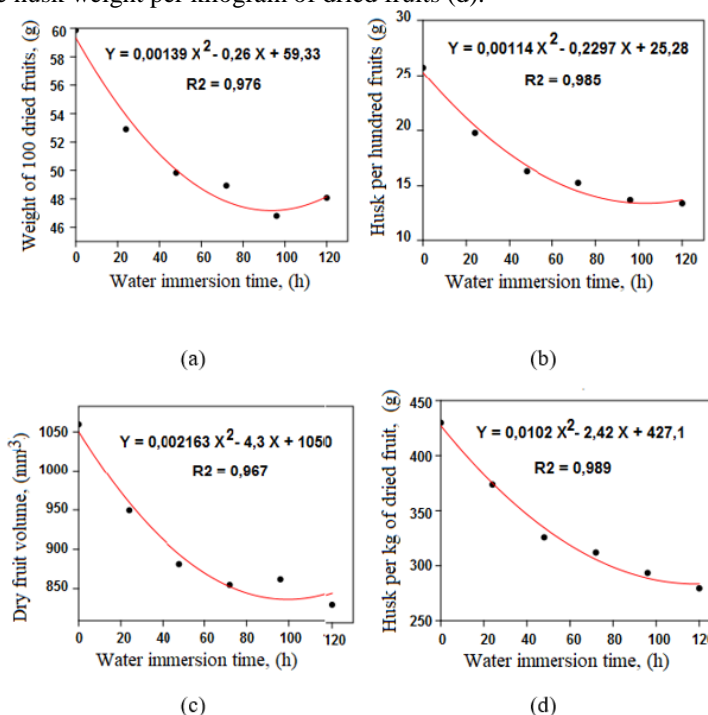 husk weight per kilogram of dried fruits (d).
(g)
Weight of 100 dried fruits,
60
58
56
54
52
50
48
46
Y = 0,00139 X2 - 0,26 X + 59,33
R2 = 0,976
0 20 40 60 80 100 120
Water immersion time, (h)
(a)
Husk per hundred fruits (g)
30
25
20
15
10
Y = 0,00114 X2 - 0,2297 X + 25,28
R2 = 0,985
0 20 40 60 80 100 120
Water immersion time, (h)
(b)
Dry fruit volume, (mm3)
1050
1000
950
900
850
Y = 0,002163 X2 - 4,3 X + 1050
R2 = 0,967
0 20 40 60 80 100 120
Water immersion time, (h)
(c)
Husk per kg of dried fruit, (g)
450
400
350
300
250
Y = 0,0102 X2 - 2,42 X + 427,1
R2 = 0,989
0 20 40 60 80 100 120
Water immersion time, (h)
(d)